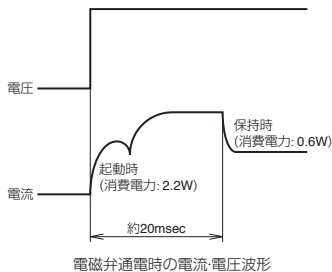 電圧
保持時
(消費電力: 0.6W)
起動時
(消費電力: 2.2W)
電流
約20msec
電磁弁通電時の電流・電圧波形